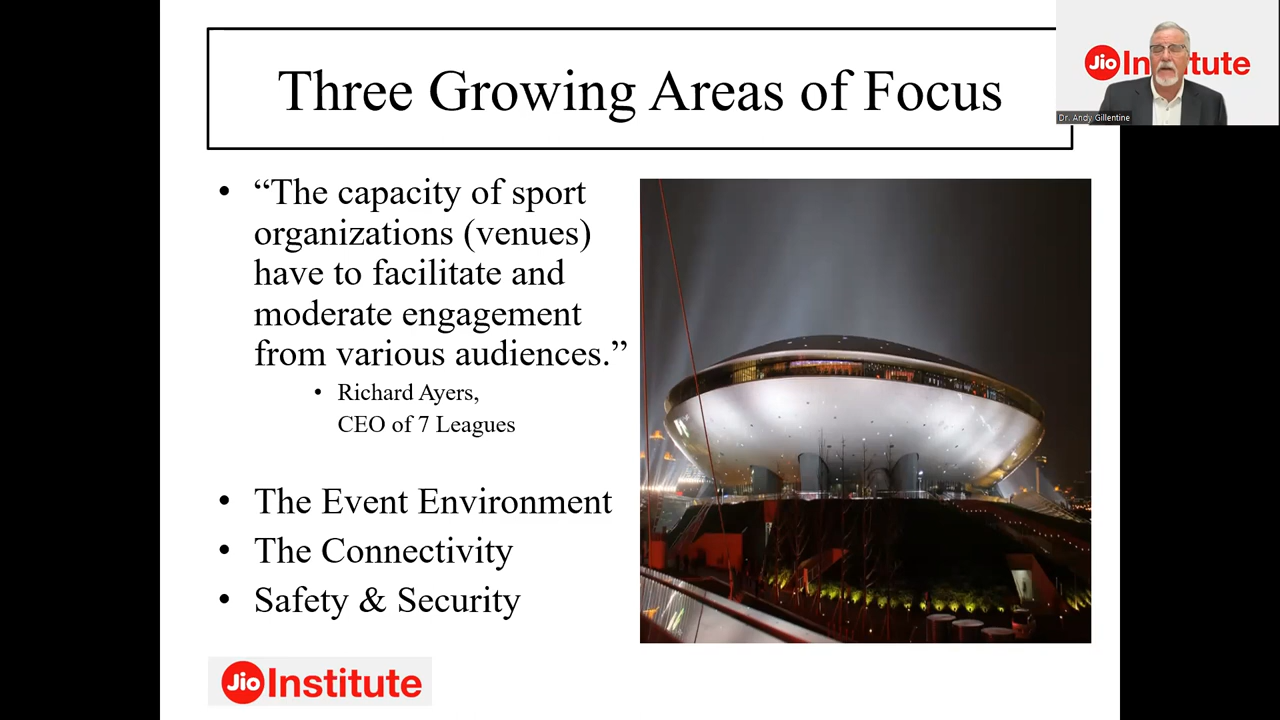 Three Growing Areas of Focus
Jio Institute
Dr. Andy Gillentine
• “The capacity of sport
organizations (venues)
have to facilitate and
moderate engagement
from various audiences.”
• Richard Ayers,
CEO of 7 Leagues
• The Event Environment
• The Connectivity
• Safety & Security
Jio Institute